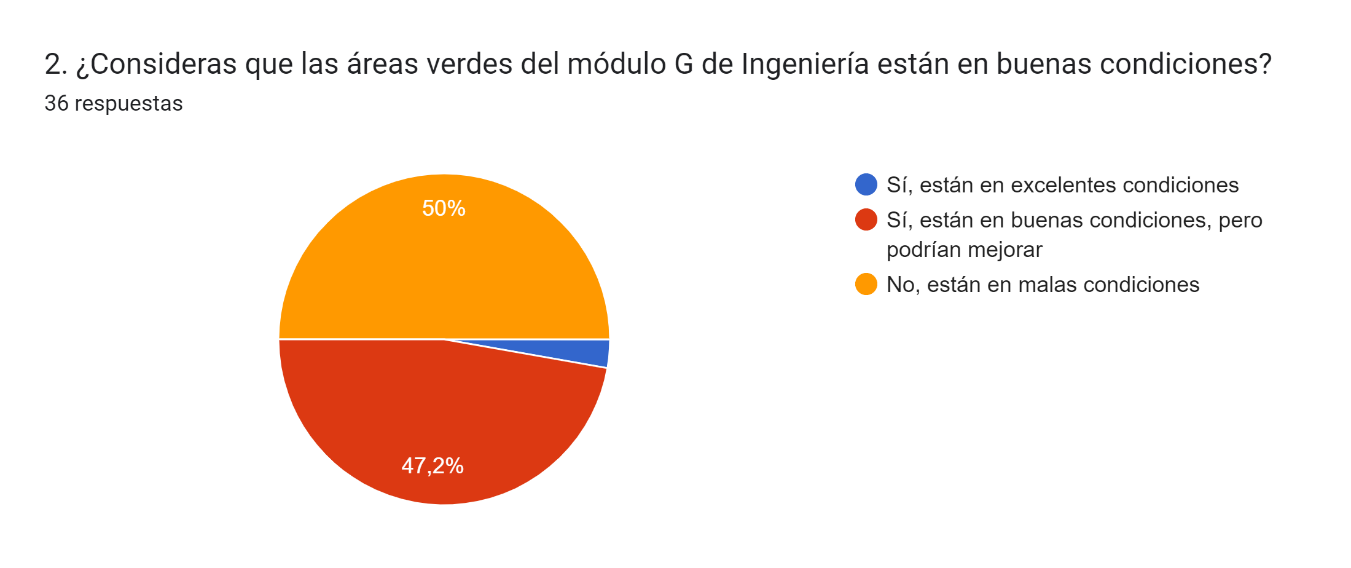 2. ¿Consideras que las áreas verdes del módulo G de Ingeniería están en buenas condiciones?
36 respuestas
50%
47,2%
Sí, están en excelentes condiciones
Sí, están en buenas condiciones, pero
podrían mejorar
No, están en malas condiciones